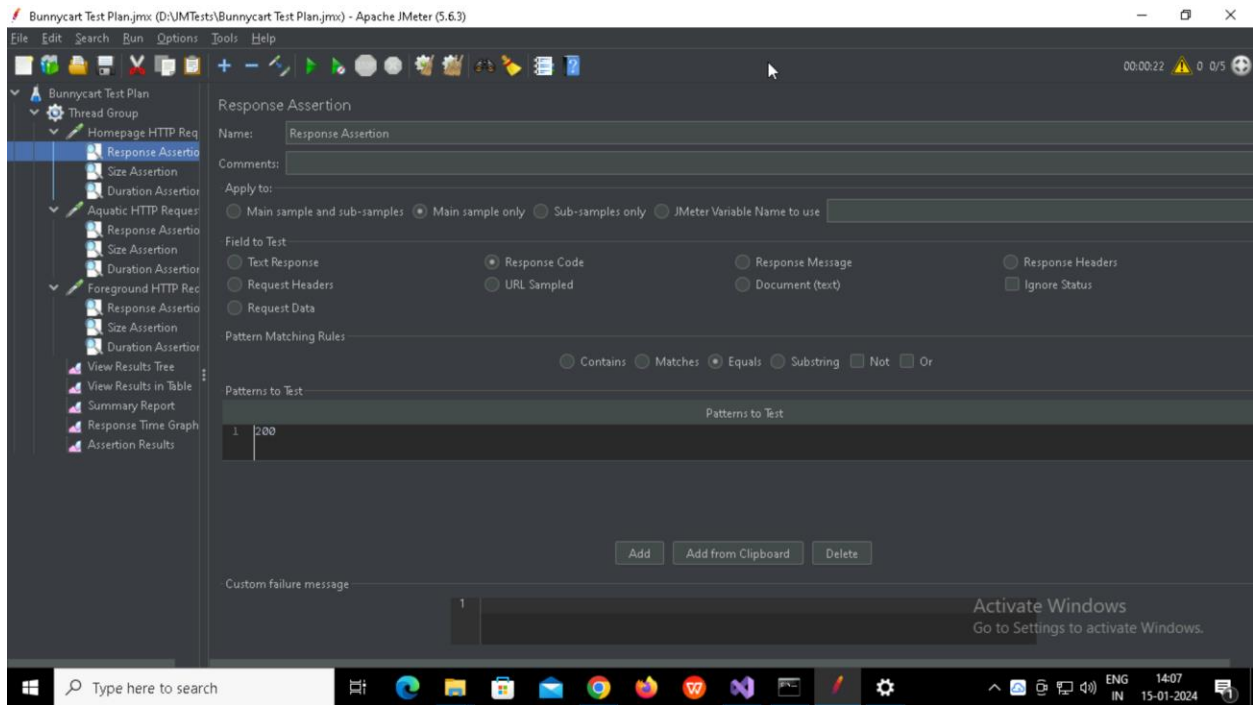 Bunnycart Test Plan.jmx (D:\JMTests\Bunnycart Test Plan.jmx) - Apache JMeter (5.6.3)
File Edit Search Run Options Tools Help
00:00:22 0 0/5
Bunnycart Test Plan
Thread Group
Homepage HTTP Req
Response Assertio
Size Assertion
Duration Assertion
Aquatic HTTP Reques
Response Assertio
Size Assertion
Duration Assertion
Foreground HTTP Rec
Response Assertio
Size Assertion
Duration Assertion
View Results Tree
View Results in Table
Summary Report
Response Time Graph
Assertion Results
Response Assertion
Name: Response Assertion
Comments:
Apply to:
Main sample and sub-samples Main sample only Sub-samples only JMeter Variable Name to use
Field to Test
Text Response Response Code Response Message Response Headers
Request Headers URL Sampled Document (text) Ignore Status
Request Data
Pattern Matching Rules
Contains Matches Equals Substring Not Or
Patterns to Test
Patterns to Test
1 200
Add Add from Clipboard Delete
Custom failure message
1
Activate Windows
Go to Settings to activate Windows.
Type here to search
ENG
IN
14:07
15-01-2024
1